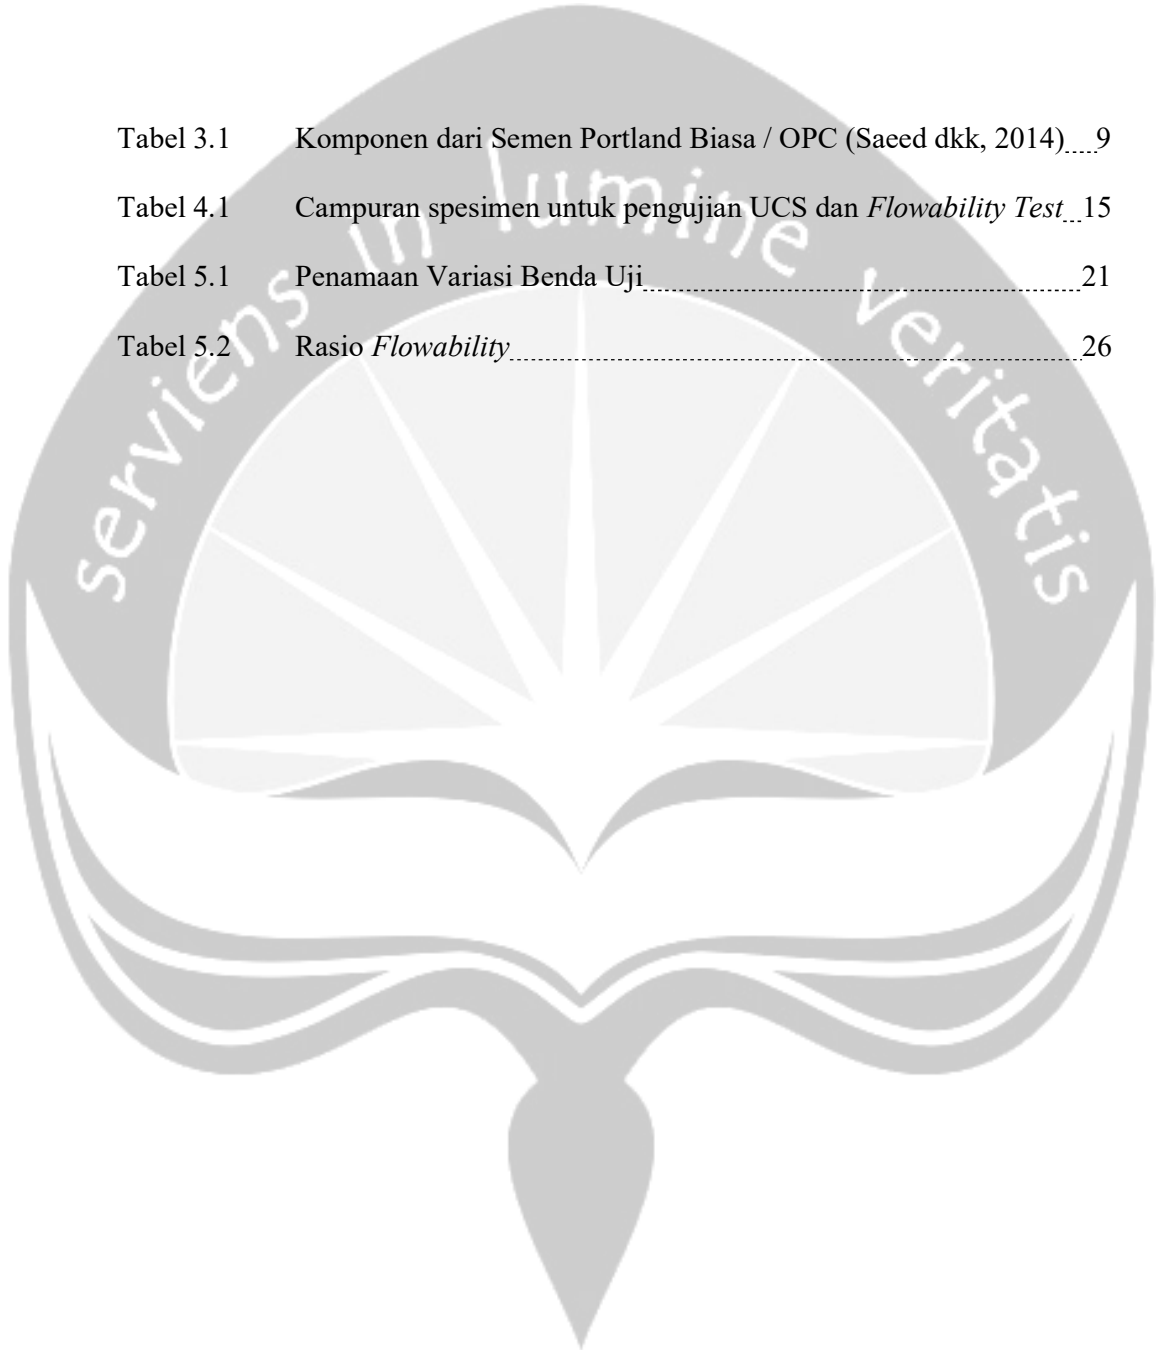 Tabel 3.1 Komponen dari Semen Portland Biasa / OPC (Saeed dkk, 2014).....9
Tabel 4.1 Campuran spesimen untuk pengujian UCS dan Flowability Test...15
Tabel 5.1 Penamaan Variasi Benda Uji..........................................................21
Tabel 5.2 Rasio Flowability............................................................................26
serviens in lumine veritatis